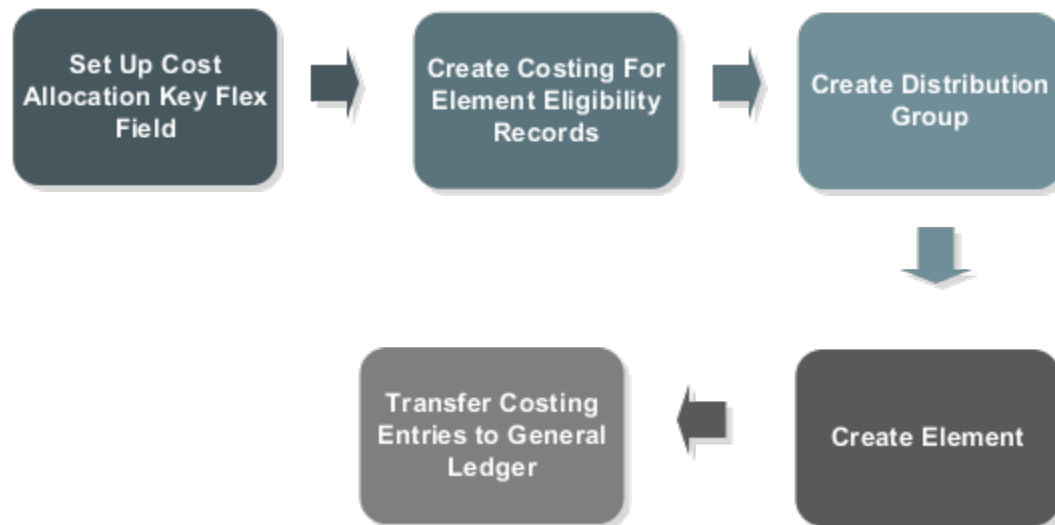 Set Up Cost
Allocation Key Flex
Field
Create Costing For
Element Eligibility
Records
Create Distribution
Group
Create Element
Transfer Costing
Entries to General
Ledger